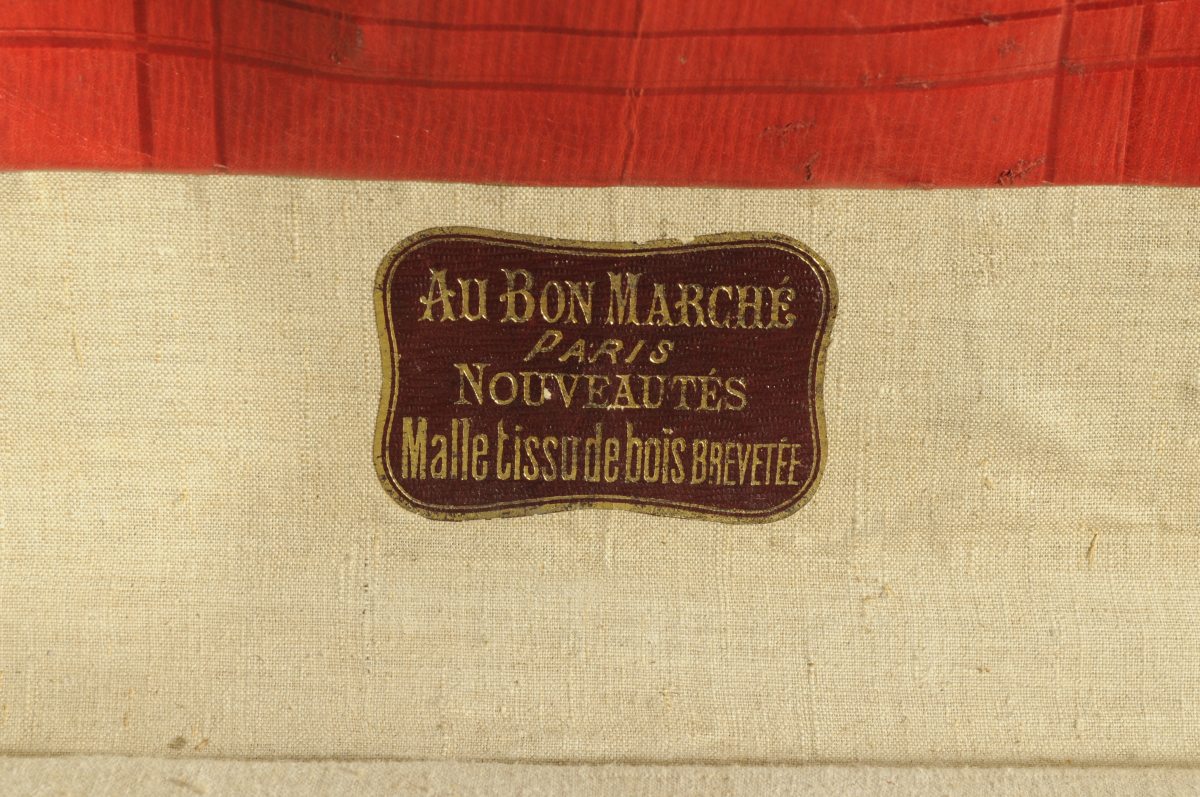 AU BON MARCHÉ
PARIS
NOUVEAUTÉS
Malle tissu de bois BREVETÉE